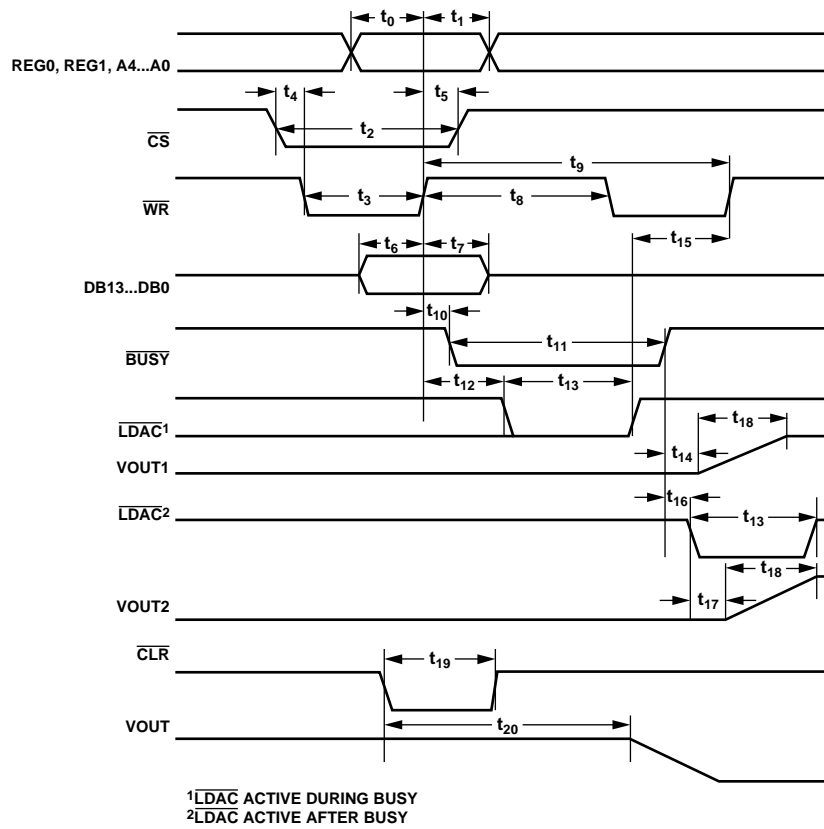 t0 t1
REG0, REG1, A4...A0
t4 t5
t2
CS
t9
WR t3 t8
t15
t6 t7
DB13...DB0
t10
t11
BUSY
t12 t13
LDAC1
t18
VOUT1 t14
t16
LDAC2 t13
t18
VOUT2 t17
CLR
t19
VOUT t20
1LDAC ACTIVE DURING BUSY
2LDAC ACTIVE AFTER BUSY